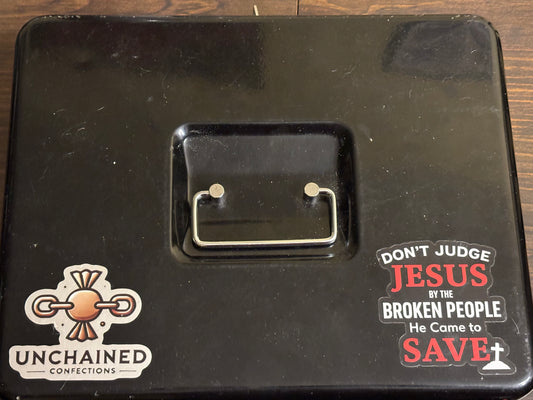 UNCHAINED
CONFECTIONS
DON'T JUDGE
JESUS
BY THE
BROKEN PEOPLE
He Came to
SAVE